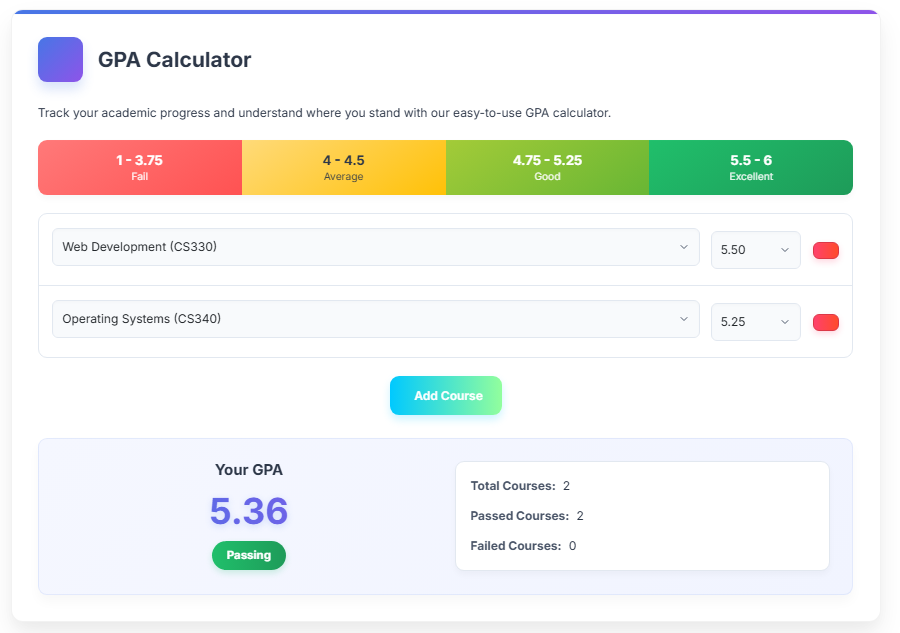 GPA Calculator
Track your academic progress and understand where you stand with our easy-to-use GPA calculator.
1 - 3.75
Fail
4 - 4.5
Average
4.75 - 5.25
Good
5.5 - 6
Excellent
Web Development (CS330)
5.50
Operating Systems (CS340)
5.25
Add Course
Your GPA
5.36
Passing
Total Courses: 2
Passed Courses: 2
Failed Courses: 0